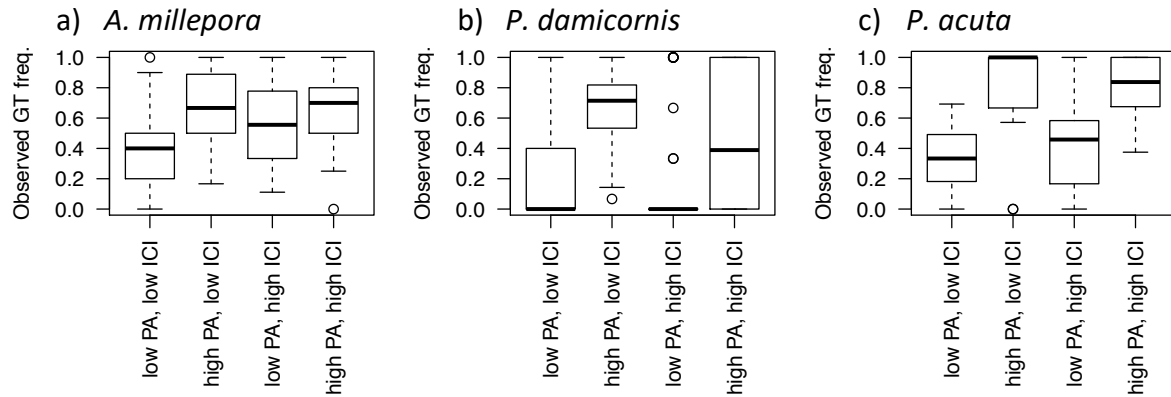 a) A. millepora
Observed GT freq.
1.0
0.8
0.6
0.4
0.2
0.0
low PA, low ICI
high PA, low ICI
low PA, high ICI
high PA, high ICI
b) P. damicornis
Observed GT freq.
1.0
0.8
0.6
0.4
0.2
0.0
low PA, low ICI
high PA, low ICI
low PA, high ICI
high PA, high ICI
c) P. acuta
Observed GT freq.
1.0
0.8
0.6
0.4
0.2
0.0
low PA, low ICI
high PA, low ICI
low PA, high ICI
high PA, high ICI